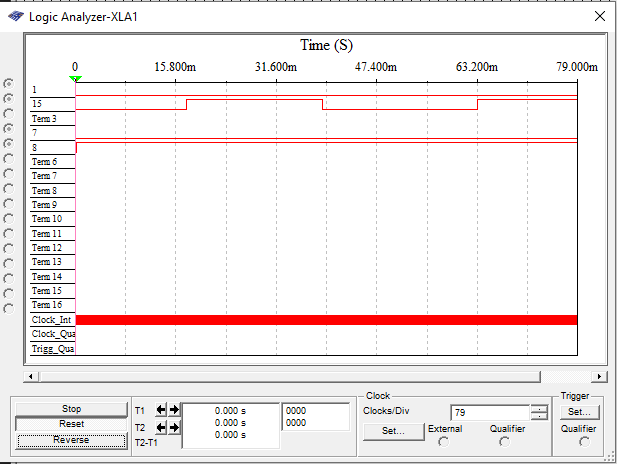 Logic Analyzer-XLA1
Time (S)
0 15.800m 31.600m 47.400m 63.200m 79.000m
1
15
Term 3
7
8
Term 6
Term 7
Term 8
Term 9
Term 10
Term 11
Term 12
Term 13
Term 14
Term 15
Term 16
Clock_Int
Clock_Qua
Trigg_Qua
Stop
Reset
Reverse
T1 0.000 s 0000
T2 0.000 s 0000
T2-T1 0.000 s
Clock
Clocks/Div 79
Set...
External Qualifier
Trigger
Set...
Qualifier